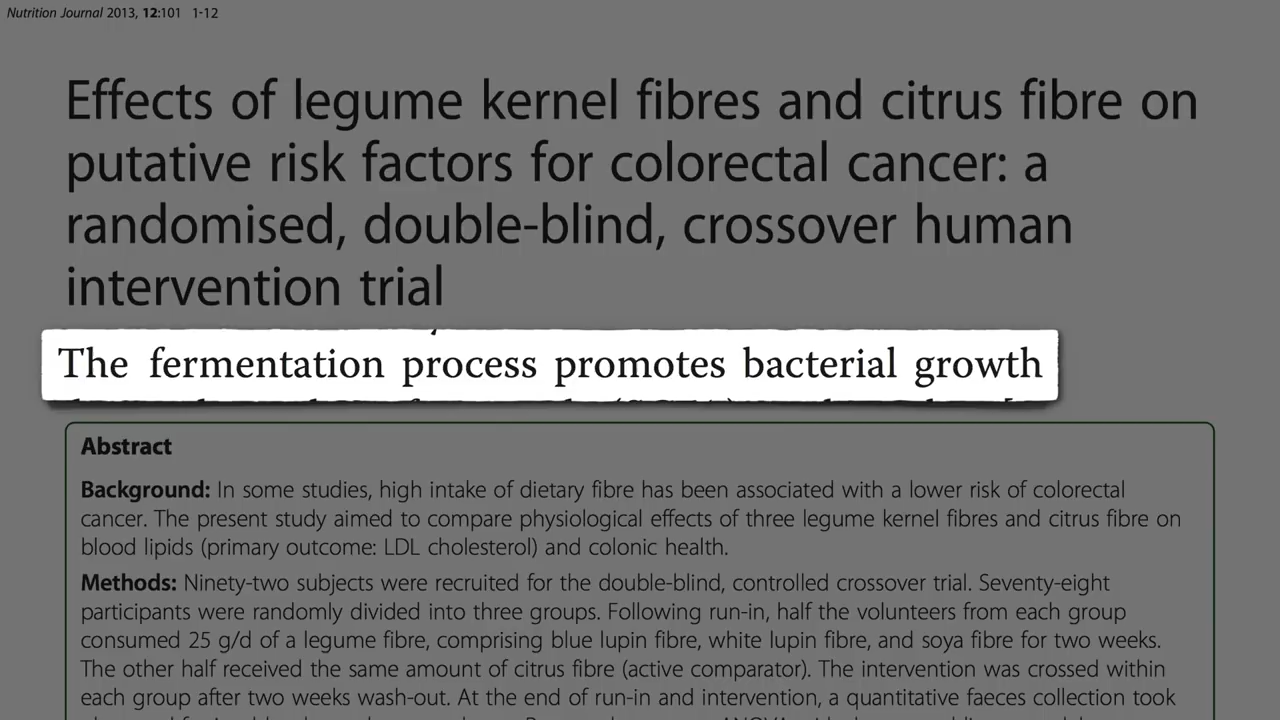 Nutrition Journal 2013, 12:101 1-12
Effects of legume kernel fibres and citrus fibre on
putative risk factors for colorectal cancer: a
randomised, double-blind, crossover human
intervention trial
The fermentation process promotes bacterial growth
Abstract
Background: In some studies, high intake of dietary fibre has been associated with a lower risk of colorectal
cancer. The present study aimed to compare physiological effects of three legume kernel fibres and citrus fibre on
blood lipids (primary outcome: LDL cholesterol) and colonic health.
Methods: Ninety-two subjects were recruited for the double-blind, controlled crossover trial. Seventy-eight
participants were randomly divided into three groups. Following run-in, half the volunteers from each group
consumed 25 g/d of a legume fibre, comprising blue lupin fibre, white lupin fibre, and soya fibre for two weeks.
The other half received the same amount of citrus fibre (active comparator). The intervention was crossed within
each group after two weeks wash-out. At the end of run-in and intervention, a quantitative faeces collection took